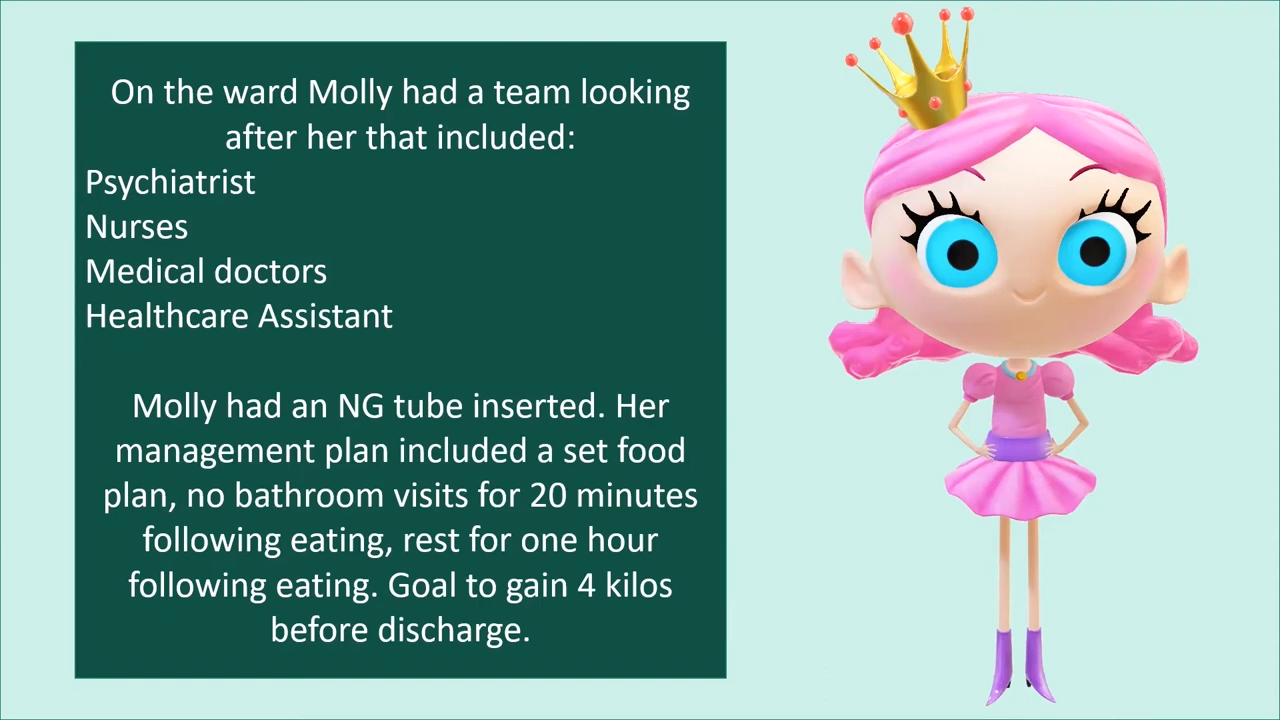 On the ward Molly had a team looking
after her that included:
Psychiatrist
Nurses
Medical doctors
Healthcare Assistant
Molly had an NG tube inserted. Her
management plan included a set food
plan, no bathroom visits for 20 minutes
following eating, rest for one hour
following eating. Goal to gain 4 kilos
before discharge.